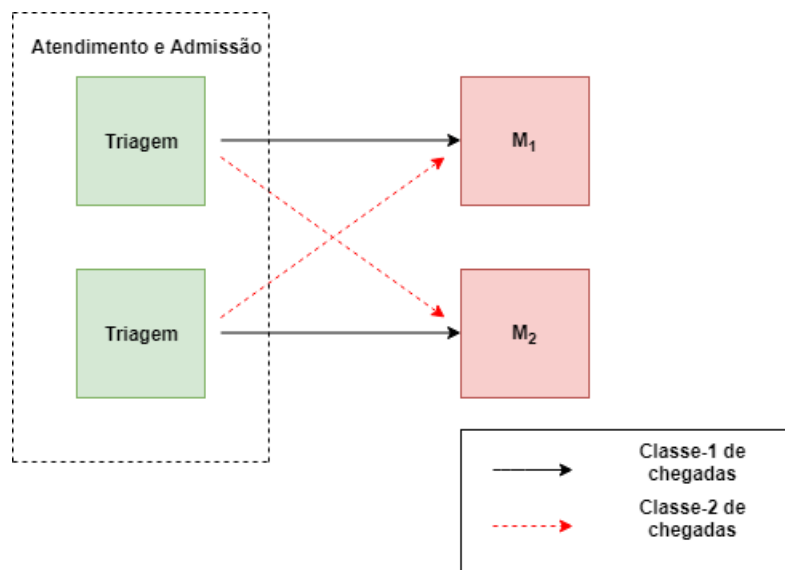 Atendimento e Admissão
Triagem
M₁
Triagem
M₂
Classe-1 de
chegadas
Classe-2 de
chegadas